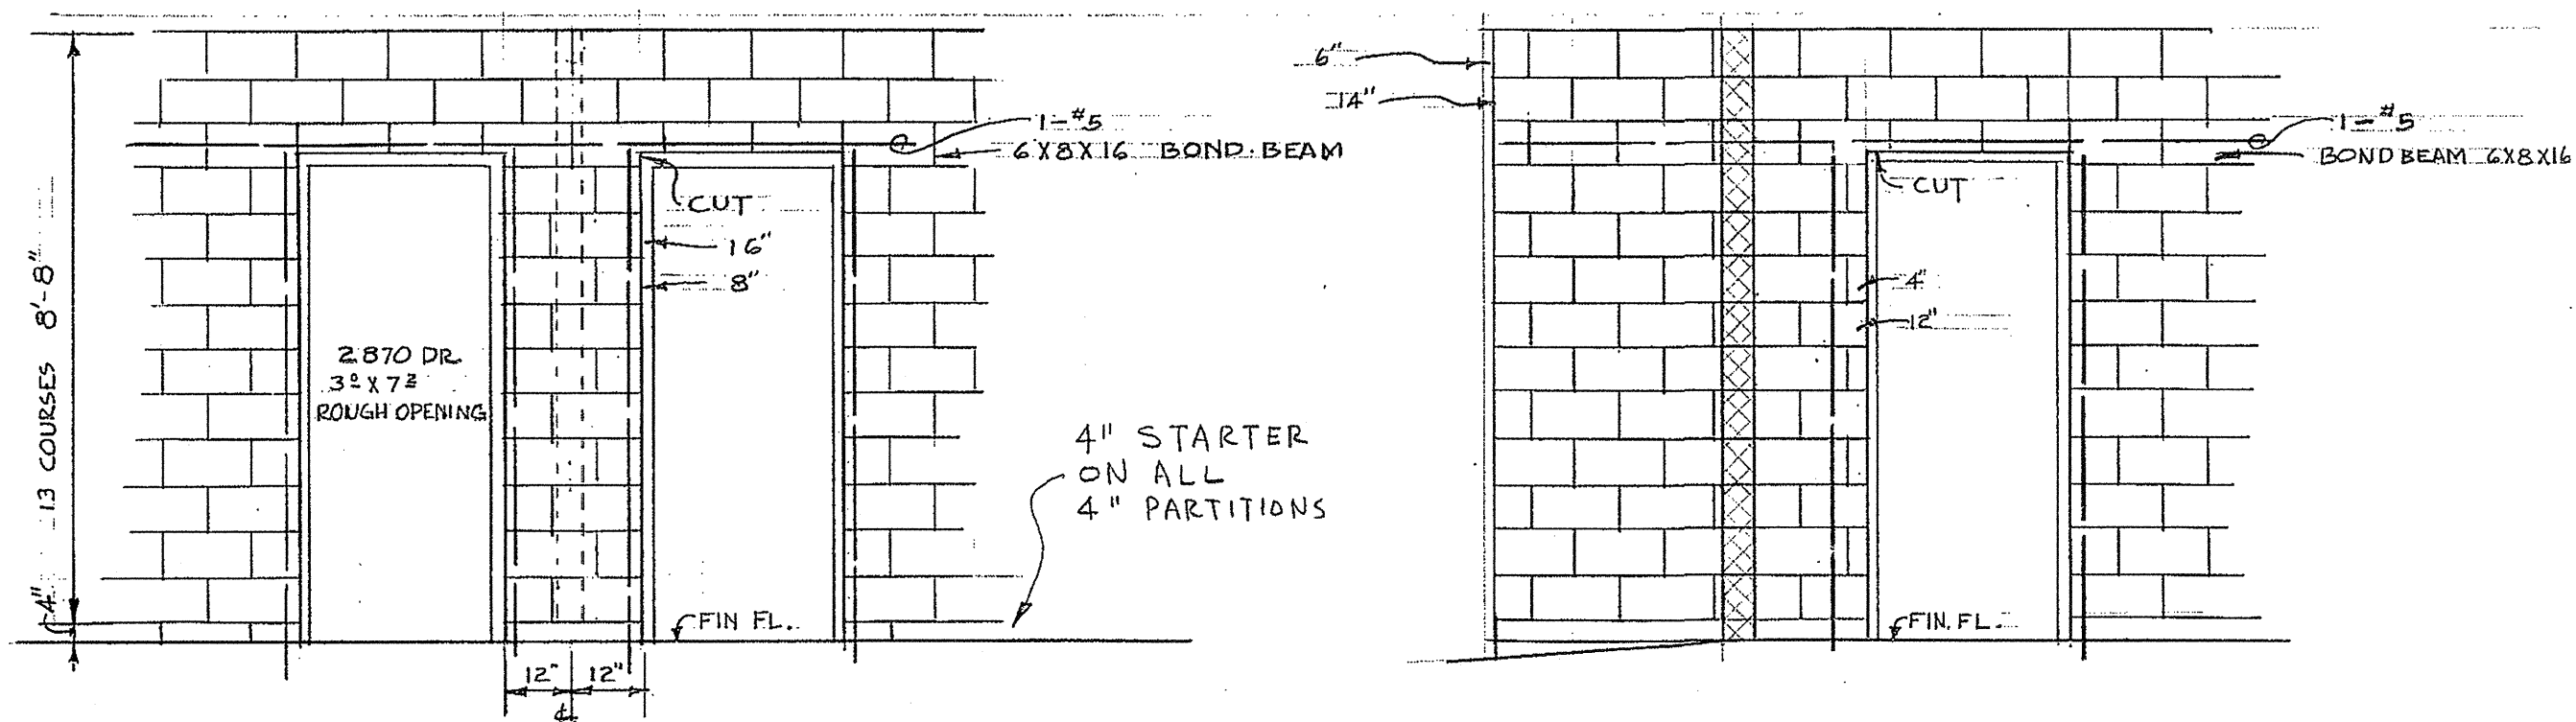 13 COURSES 8'-8"
4"
2870 DR.
3⁰ X 7²
ROUGH OPENING
1-#5
6X8X16 BOND BEAM
CUT
16"
8"
FIN FL.
12" 12"
℄
4" STARTER
ON ALL
4" PARTITIONS
6"
14"
1-#5
BOND BEAM 6X8X16
CUT
4"
12"
FIN. FL.